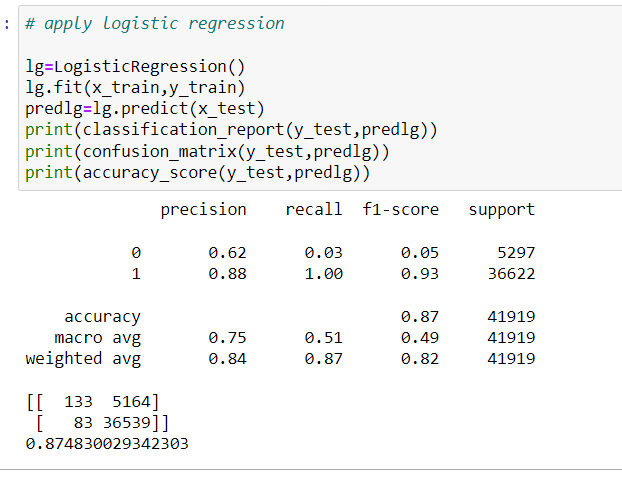 : # apply logistic regression
lg=LogisticRegression()
lg.fit(x_train,y_train)
predlg=lg.predict(x_test)
print(classification_report(y_test,predlg))
print(confusion_matrix(y_test,predlg))
print(accuracy_score(y_test,predlg))
precision recall f1-score support
0 0.62 0.03 0.05 5297
1 0.88 1.00 0.93 36622
accuracy 0.87 41919
macro avg 0.75 0.51 0.49 41919
weighted avg 0.84 0.87 0.82 41919
[[ 133 5164]
[ 83 36539]]
0.874830029342303